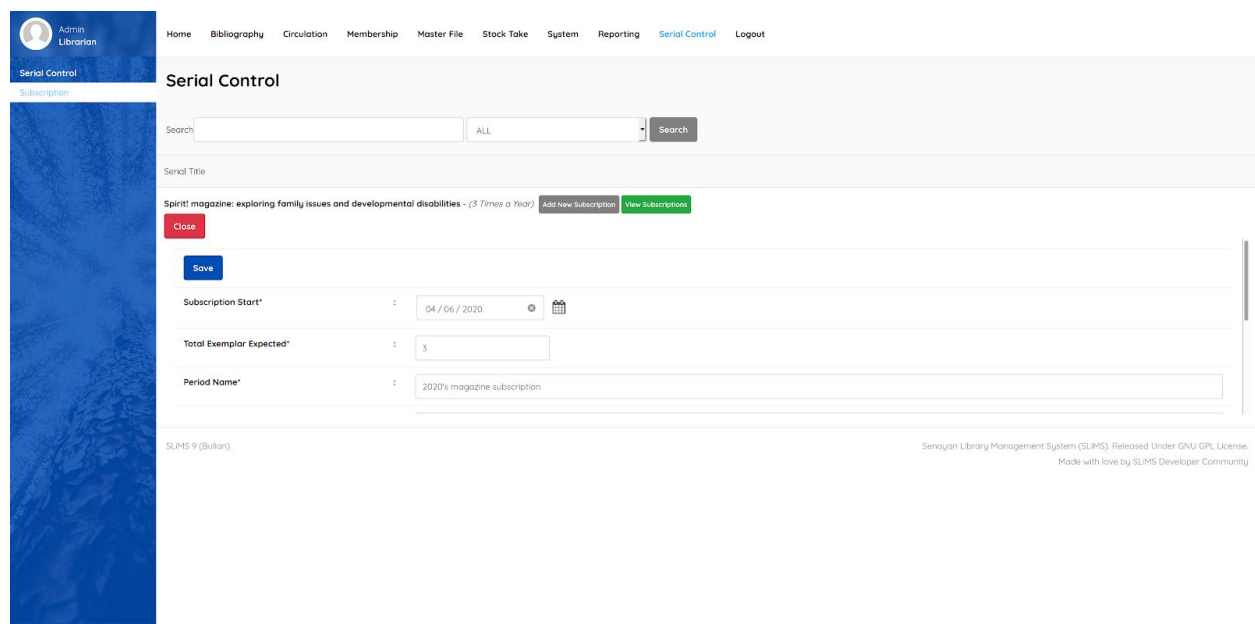 Admin
Librarian
Home Bibliography Circulation Membership Master File Stock Take System Reporting Serial Control Logout
Serial Control
Subscription
Serial Control
Search ALL Search
Serial Title
Spirit! magazine: exploring family issues and developmental disabilities - (3 Times a Year) Add New Subscription View Subscriptions
Close
Save
Subscription Start* : 04 / 06 / 2020
Total Exemplar Expected* : 3
Period Name* : 2020's magazine subscription
SLiMS 9 (Bulian) Senayan Library Management System (SLiMS). Released Under GNU GPL License.
Made with love by SLiMS Developer Community